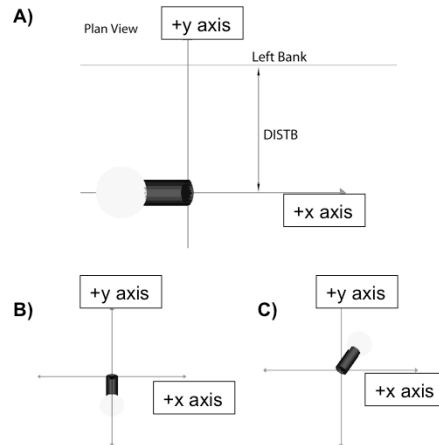 A)
Plan View
+y axis
Left Bank
DISTB
+x axis
B)
+y axis
+x axis
C)
+y axis
+x axis